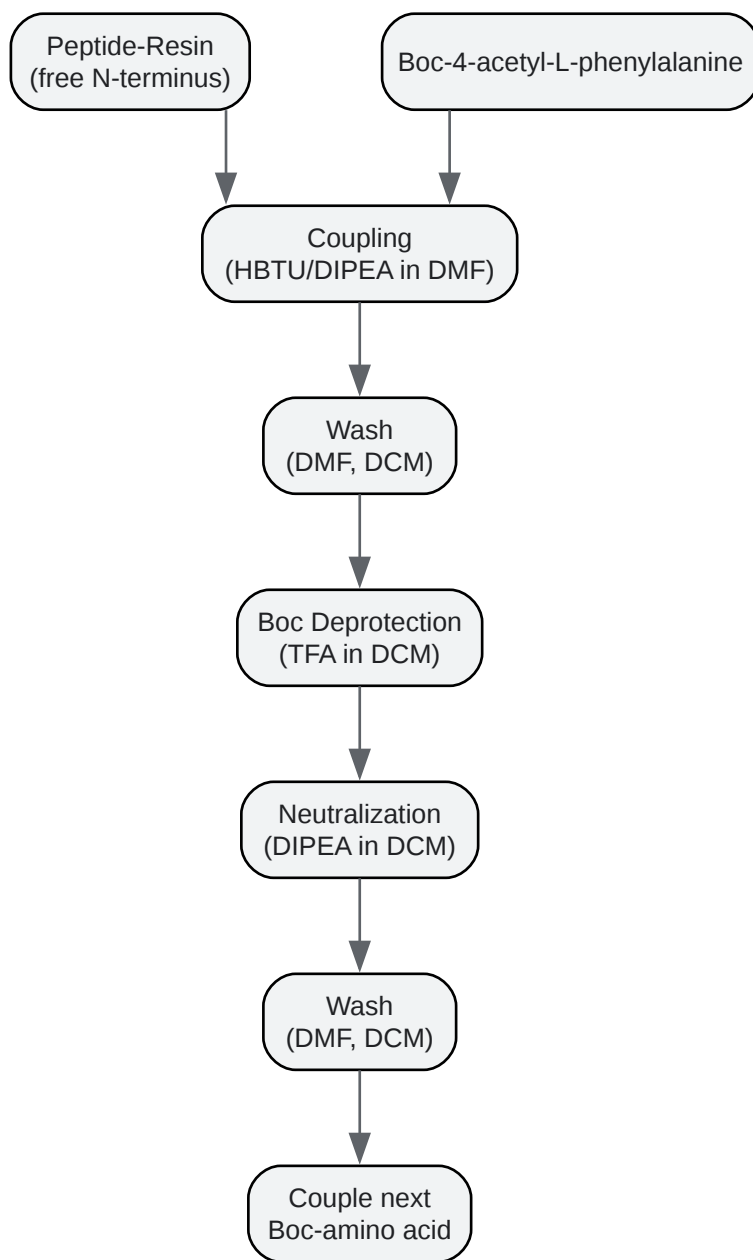 Peptide-Resin
(free N-terminus)
Boc-4-acetyl-L-phenylalanine
Coupling
(HBTU/DIPEA in DMF)
Wash
(DMF, DCM)
Boc Deprotection
(TFA in DCM)
Neutralization
(DIPEA in DCM)
Wash
(DMF, DCM)
Couple next
Boc-amino acid